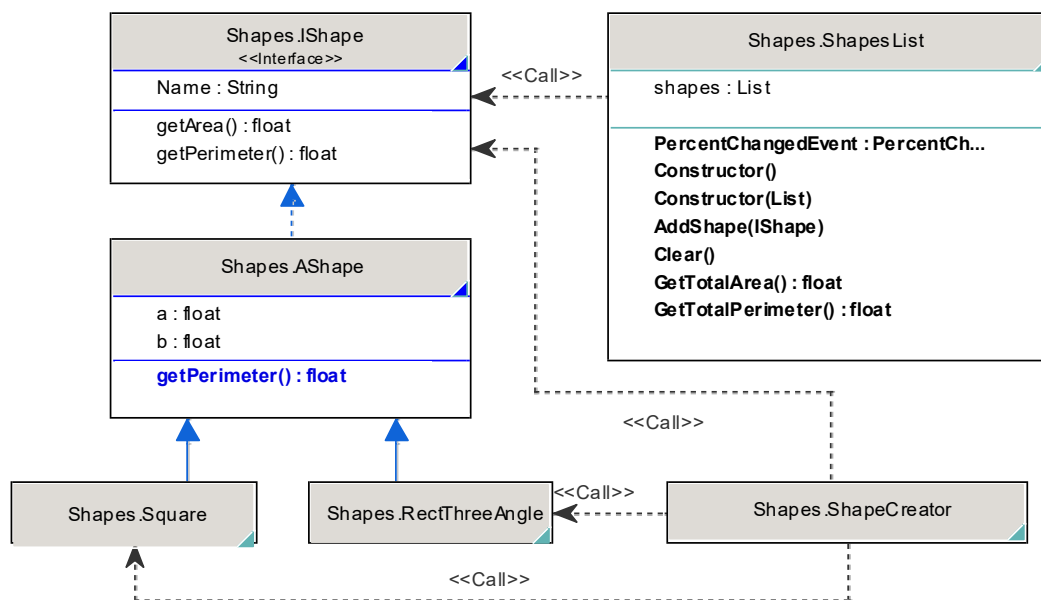 Shapes.IShape
<<Interface>>
Name : String
getArea() : float
getPerimeter() : float
<<Call>>
Shapes.ShapesList
shapes : List
PercentChangedEvent : PercentCh...
Constructor()
Constructor(List)
AddShape(IShape)
Clear()
GetTotalArea() : float
GetTotalPerimeter() : float
Shapes.AShape
a : float
b : float
getPerimeter() : float
<<Call>>
Shapes.Square
Shapes.RectThreeAngle
<<Call>>
Shapes.ShapeCreator
<<Call>>